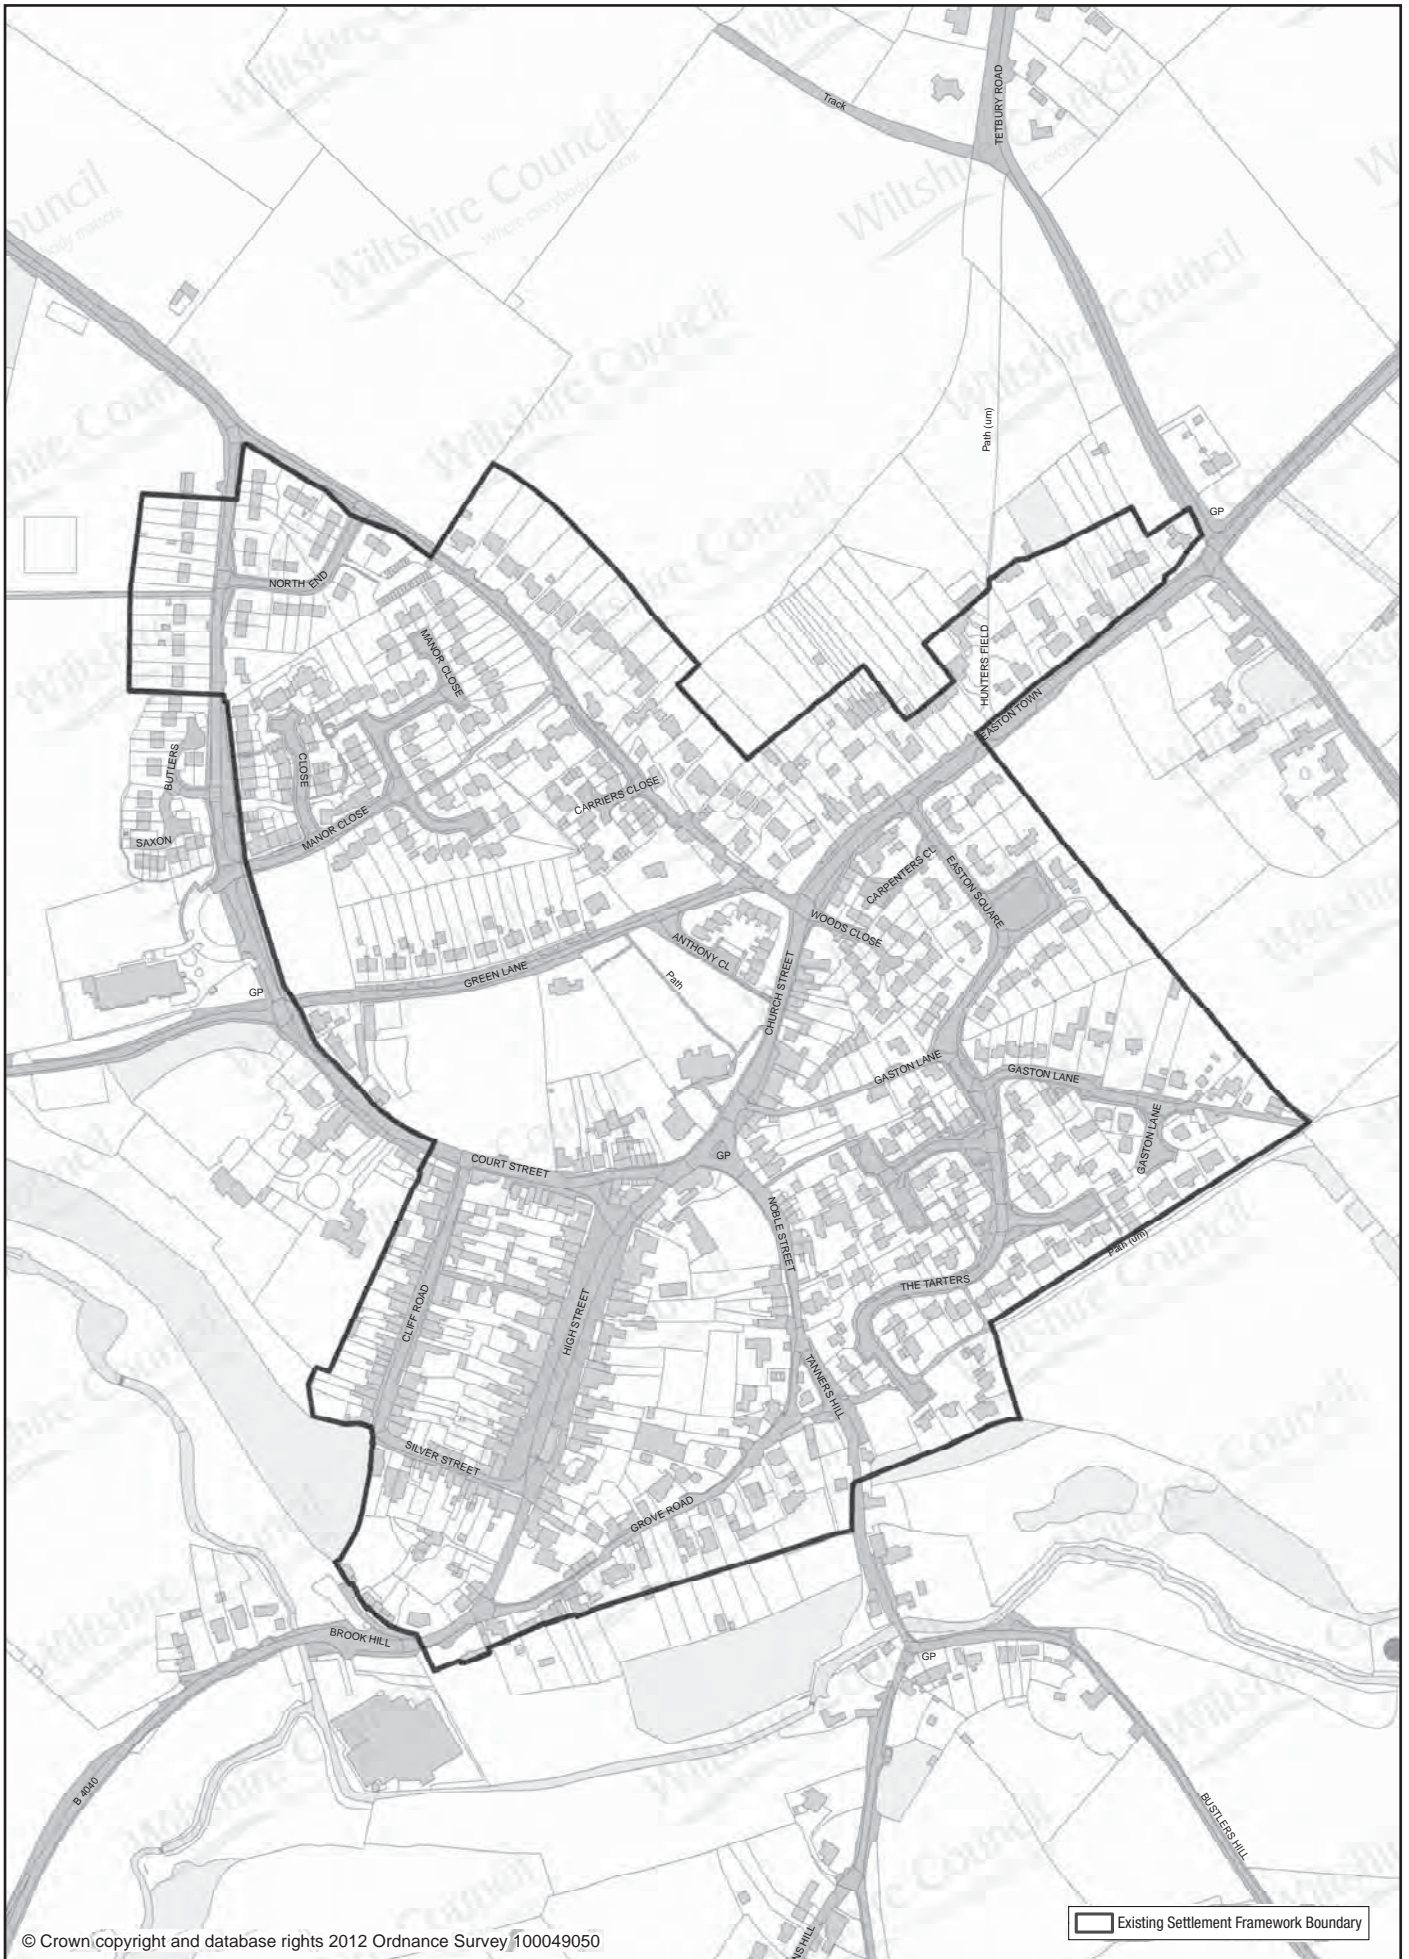 Track
TETBURY ROAD
Path (um)
GP
NORTH END
MANOR CLOSE
HUNTERS FIELD
EASTON TOWN
BUTLERS
CLOSE
CARRIERS CLOSE
SAXON
MANOR CLOSE
CARPENTERS CL
EASTON SQUARE
WOODS CLOSE
ANTHONY CL
GREEN LANE
Path
CHURCH STREET
GP
GASTON LANE
GASTON LANE
GASTON LANE
COURT STREET
GP
NOBLE STREET
Path (um)
THE TARTERS
CLIFF ROAD
HIGH STREET
TANNERS HILL
SILVER STREET
GROVE ROAD
BROOK HILL
GP
B 4040
BUSTLERS HILL
NS HILL
Existing Settlement Framework Boundary
© Crown copyright and database rights 2012 Ordnance Survey 100049050
Wiltshire Council
Where everybody matters